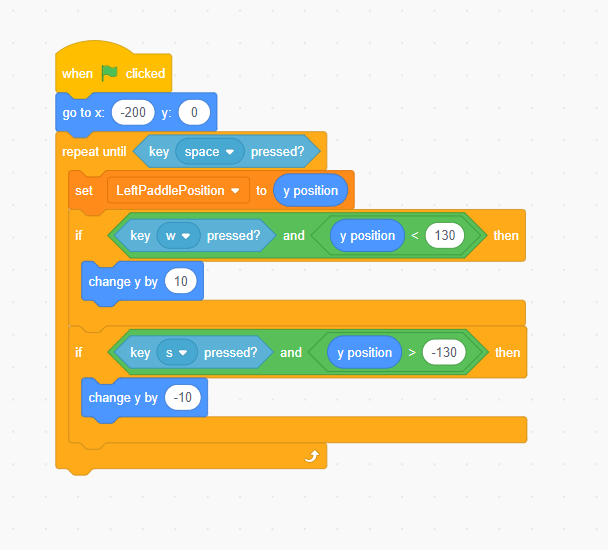 when clicked
go to x: -200 y: 0
repeat until key space pressed?
set LeftPaddlePosition to y position
if key w pressed? and y position < 130 then
change y by 10
if key s pressed? and y position > -130 then
change y by -10